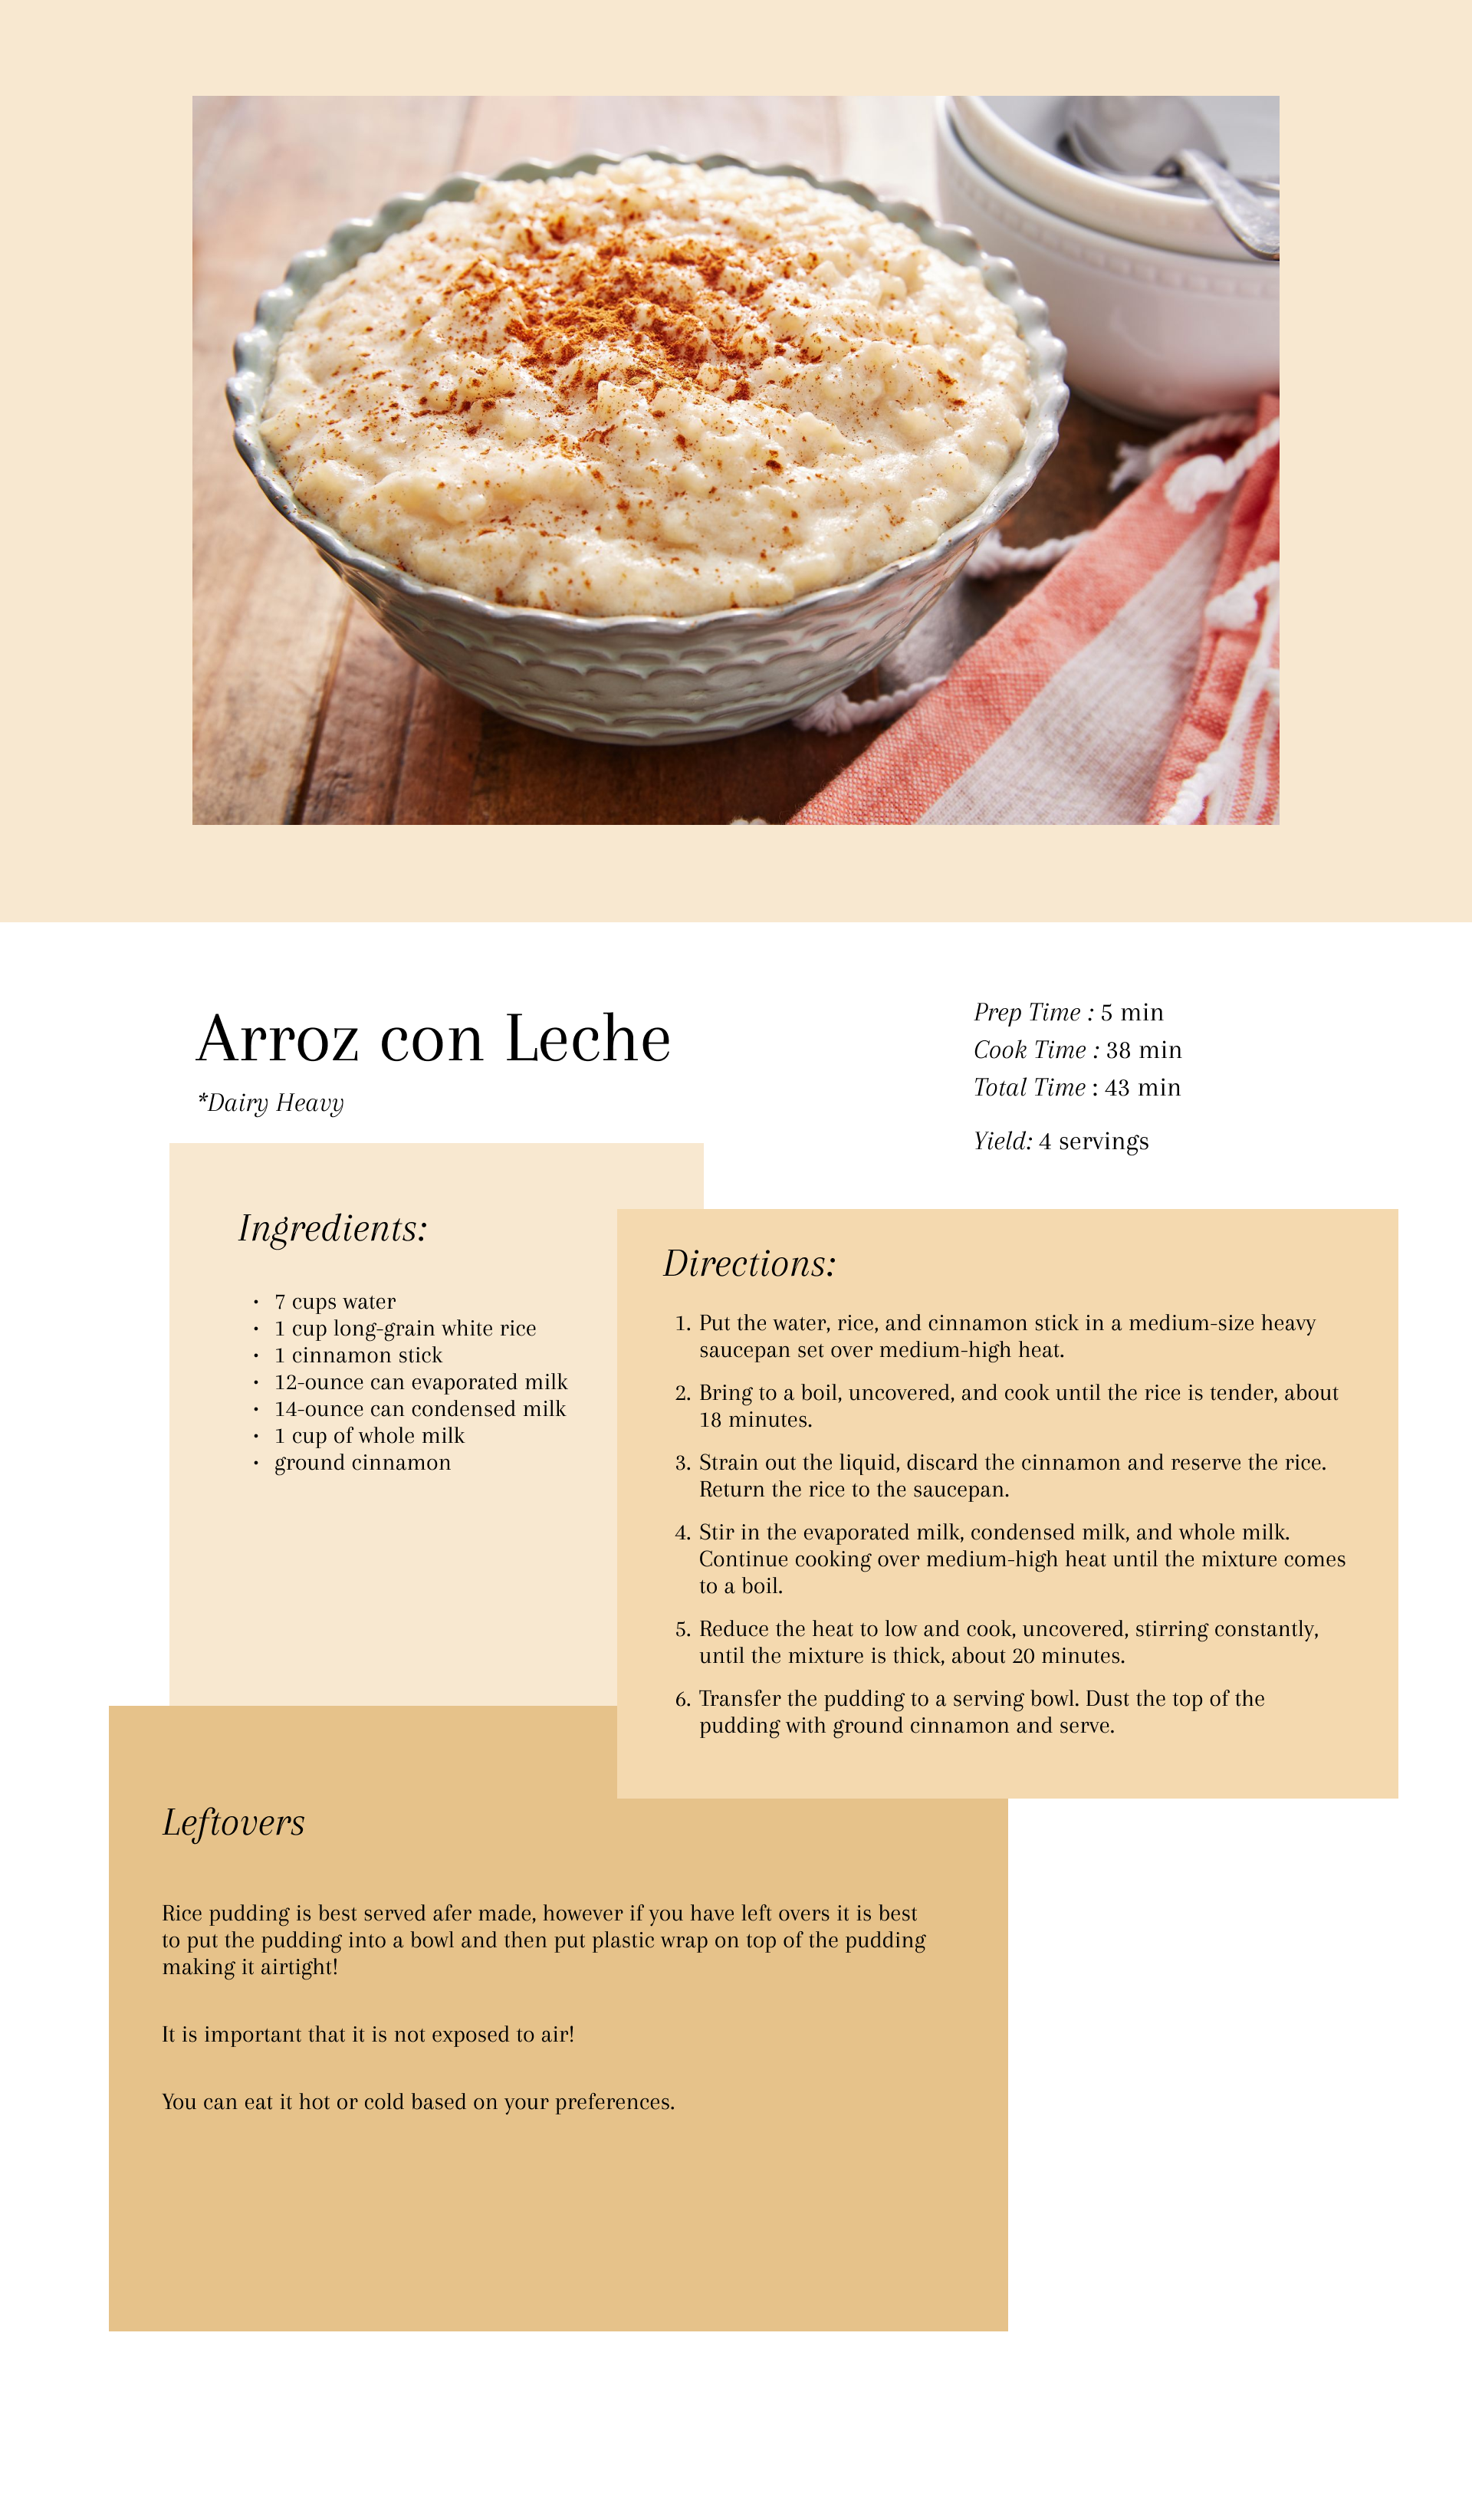 Arroz con Leche
*Dairy Heavy
Prep Time : 5 min
Cook Time : 38 min
Total Time : 43 min
Yield: 4 servings
Ingredients:
• 7 cups water
• 1 cup long-grain white rice
• 1 cinnamon stick
• 12-ounce can evaporated milk
• 14-ounce can condensed milk
• 1 cup of whole milk
• ground cinnamon
Directions:
1. Put the water, rice, and cinnamon stick in a medium-size heavy
saucepan set over medium-high heat.
2. Bring to a boil, uncovered, and cook until the rice is tender, about
18 minutes.
3. Strain out the liquid, discard the cinnamon and reserve the rice.
Return the rice to the saucepan.
4. Stir in the evaporated milk, condensed milk, and whole milk.
Continue cooking over medium-high heat until the mixture comes
to a boil.
5. Reduce the heat to low and cook, uncovered, stirring constantly,
until the mixture is thick, about 20 minutes.
6. Transfer the pudding to a serving bowl. Dust the top of the
pudding with ground cinnamon and serve.
Leftovers
Rice pudding is best served afer made, however if you have left overs it is best
to put the pudding into a bowl and then put plastic wrap on top of the pudding
making it airtight!
It is important that it is not exposed to air!
You can eat it hot or cold based on your preferences.